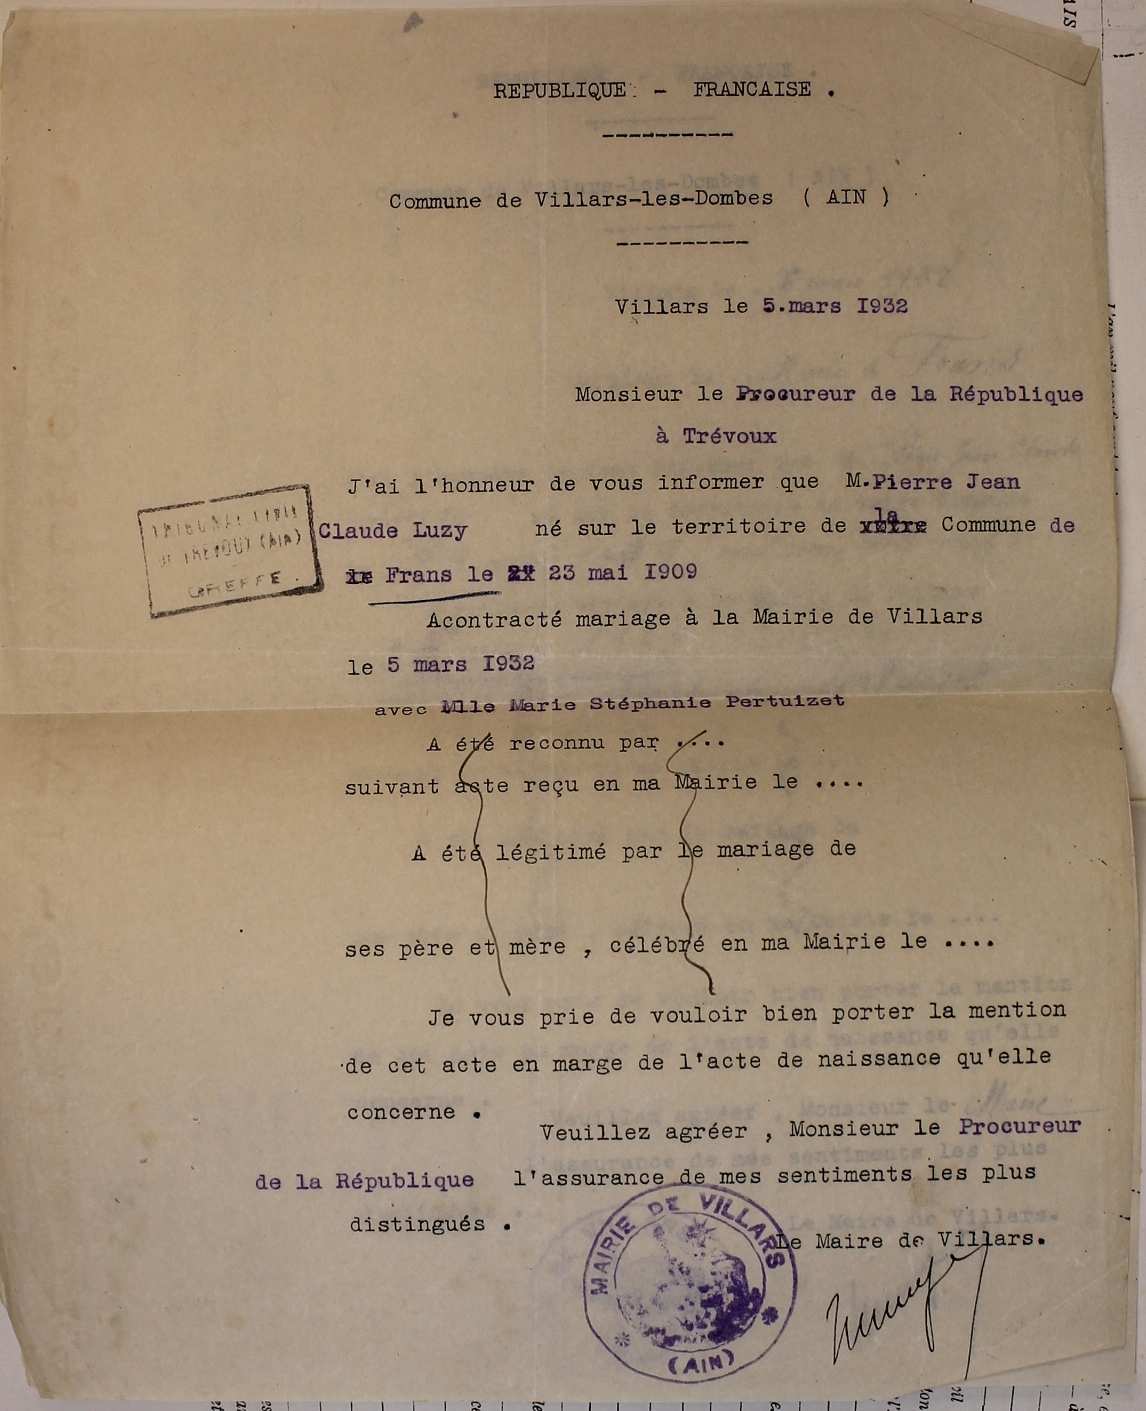 REPUBLIQUE - FRANCAISE .
Commune de Villars-les-Dombes ( AIN )
Villars le 5.mars I932
Monsieur le Procureur de la République
à Trévoux
J'ai l'honneur de vous informer que M.Pierre Jean
Claude Luzy né sur le territoire de la Commune de
Frans le 23 mai I909
TRIBUNAL CIVIL
DE TREVOUX (AIN)
GREFFE.
Acontracté mariage à la Mairie de Villars
le 5 mars I932
avec Mlle Marie Stéphanie Pertuizet
A été reconnu par ....
suivant acte reçu en ma Mairie le ....
A été légitimé par le mariage de
ses père et mère , célébré en ma Mairie le ....
Je vous prie de vouloir bien porter la mention
de cet acte en marge de l'acte de naissance qu'elle
concerne .
Veuillez agréer , Monsieur le Procureur
de la République l'assurance de mes sentiments les plus
distingués .
Le Maire de Villars.
MAIRIE DE VILLARS
(AIN)